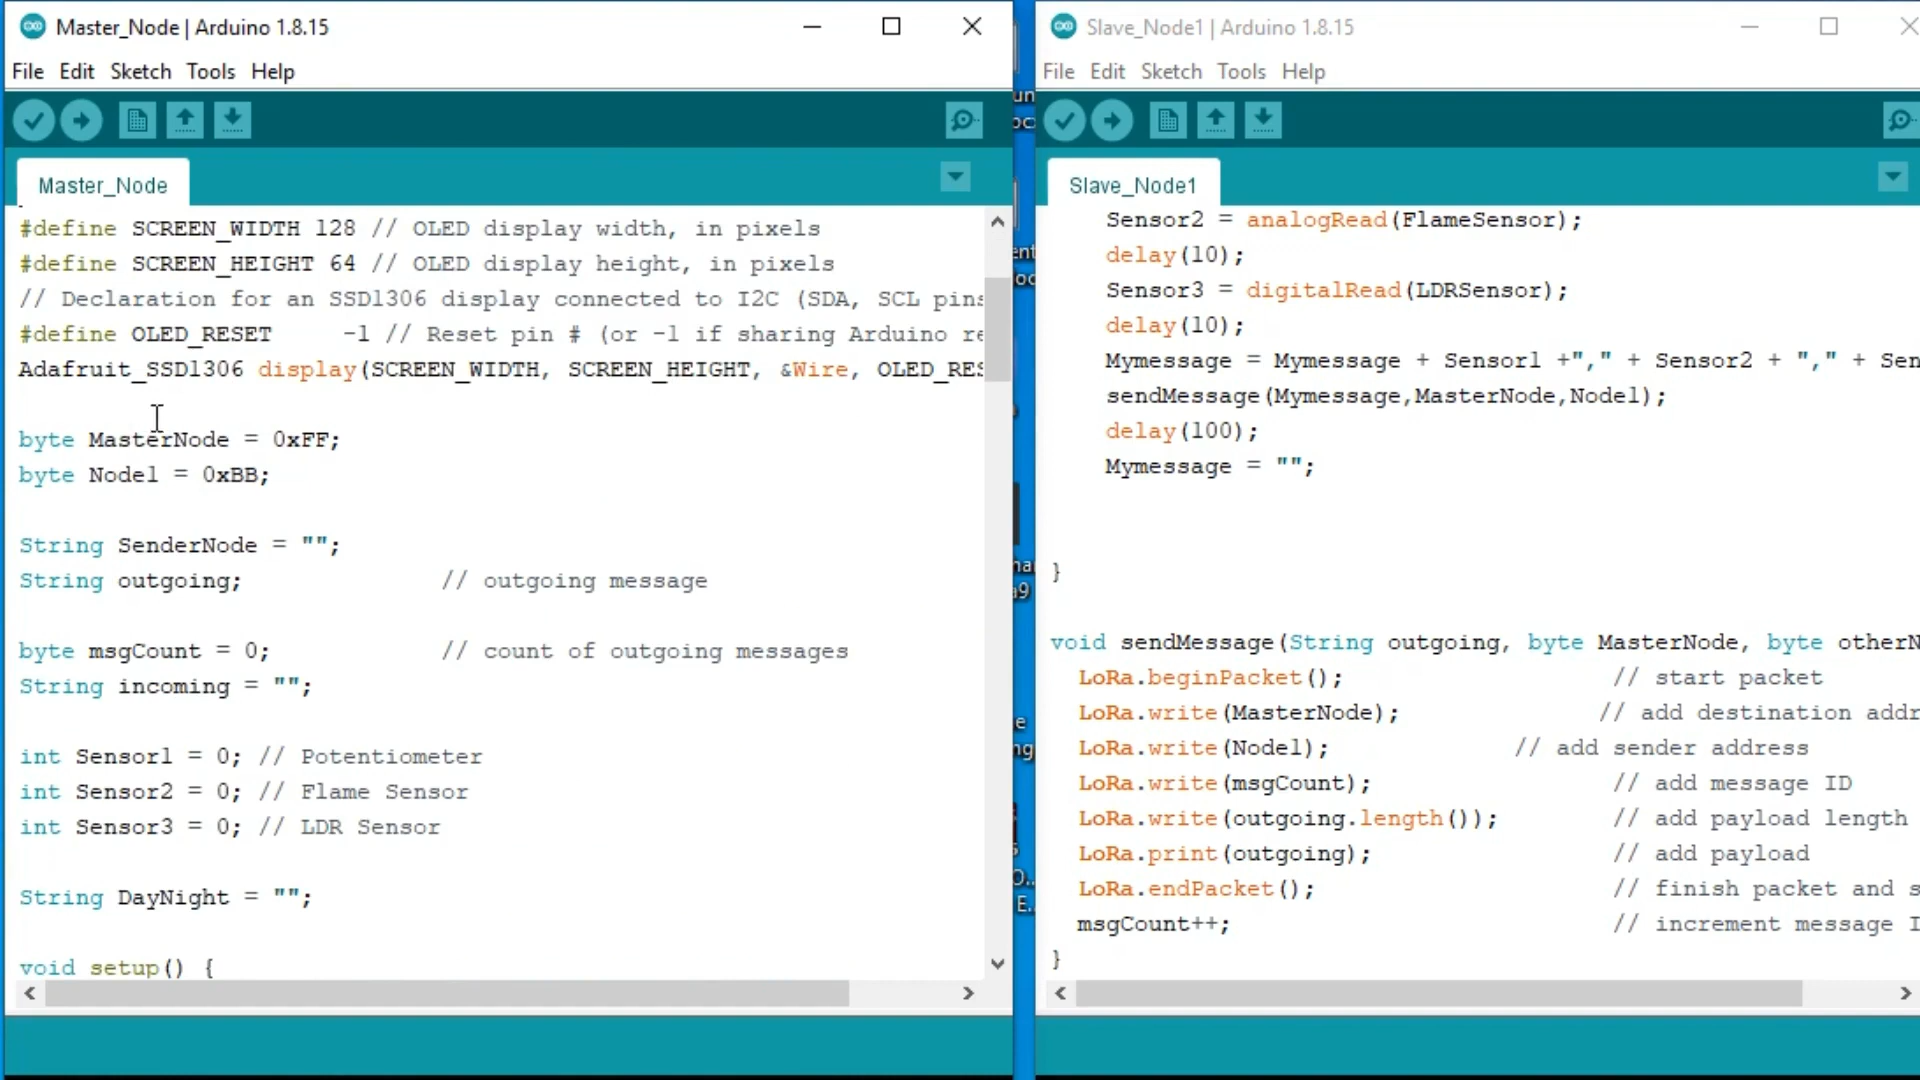 Master_Node | Arduino 1.8.15
File Edit Sketch Tools Help
Master_Node
#define SCREEN_WIDTH 128 // OLED display width, in pixels
#define SCREEN_HEIGHT 64 // OLED display height, in pixels
// Declaration for an SSD1306 display connected to I2C (SDA, SCL pins
#define OLED_RESET     -1 // Reset pin # (or -1 if sharing Arduino re
Adafruit_SSD1306 display(SCREEN_WIDTH, SCREEN_HEIGHT, &Wire, OLED_RES
byte MasterNode = 0xFF;
byte Node1 = 0xBB;
String SenderNode = "";
String outgoing;              // outgoing message
byte msgCount = 0;            // count of outgoing messages
String incoming = "";
int Sensor1 = 0; // Potentiometer
int Sensor2 = 0; // Flame Sensor
int Sensor3 = 0; // LDR Sensor
String DayNight = "";
void setup() {
Slave_Node1 | Arduino 1.8.15
File Edit Sketch Tools Help
Slave_Node1
Sensor2 = analogRead(FlameSensor);
delay(10);
Sensor3 = digitalRead(LDRSensor);
delay(10);
Mymessage = Mymessage + Sensor1 +"," + Sensor2 + "," + Sen
sendMessage(Mymessage,MasterNode,Node1);
delay(100);
Mymessage = "";
}
void sendMessage(String outgoing, byte MasterNode, byte otherN
LoRa.beginPacket();                   // start packet
LoRa.write(MasterNode);              // add destination addr
LoRa.write(Node1);             // add sender address
LoRa.write(msgCount);                 // add message ID
LoRa.write(outgoing.length());        // add payload length
LoRa.print(outgoing);                 // add payload
LoRa.endPacket();                     // finish packet and s
msgCount++;                           // increment message I
}